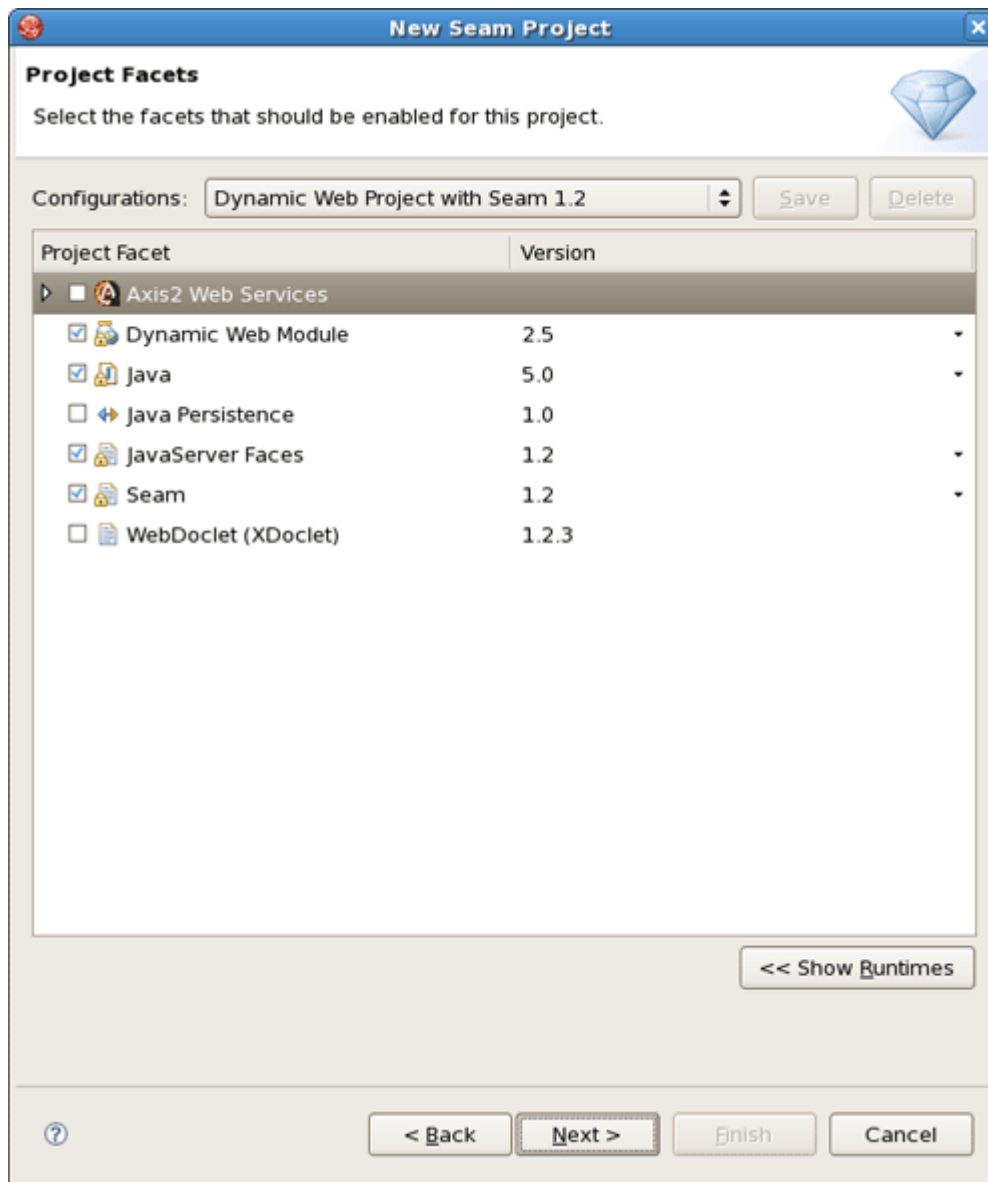 New Seam Project
Project Facets
Select the facets that should be enabled for this project.
Configurations: Dynamic Web Project with Seam 1.2 Save Delete
Project Facet Version
Axis2 Web Services
Dynamic Web Module 2.5
Java 5.0
Java Persistence 1.0
JavaServer Faces 1.2
Seam 1.2
WebDoclet (XDoclet) 1.2.3
<< Show Runtimes
< Back Next > Finish Cancel